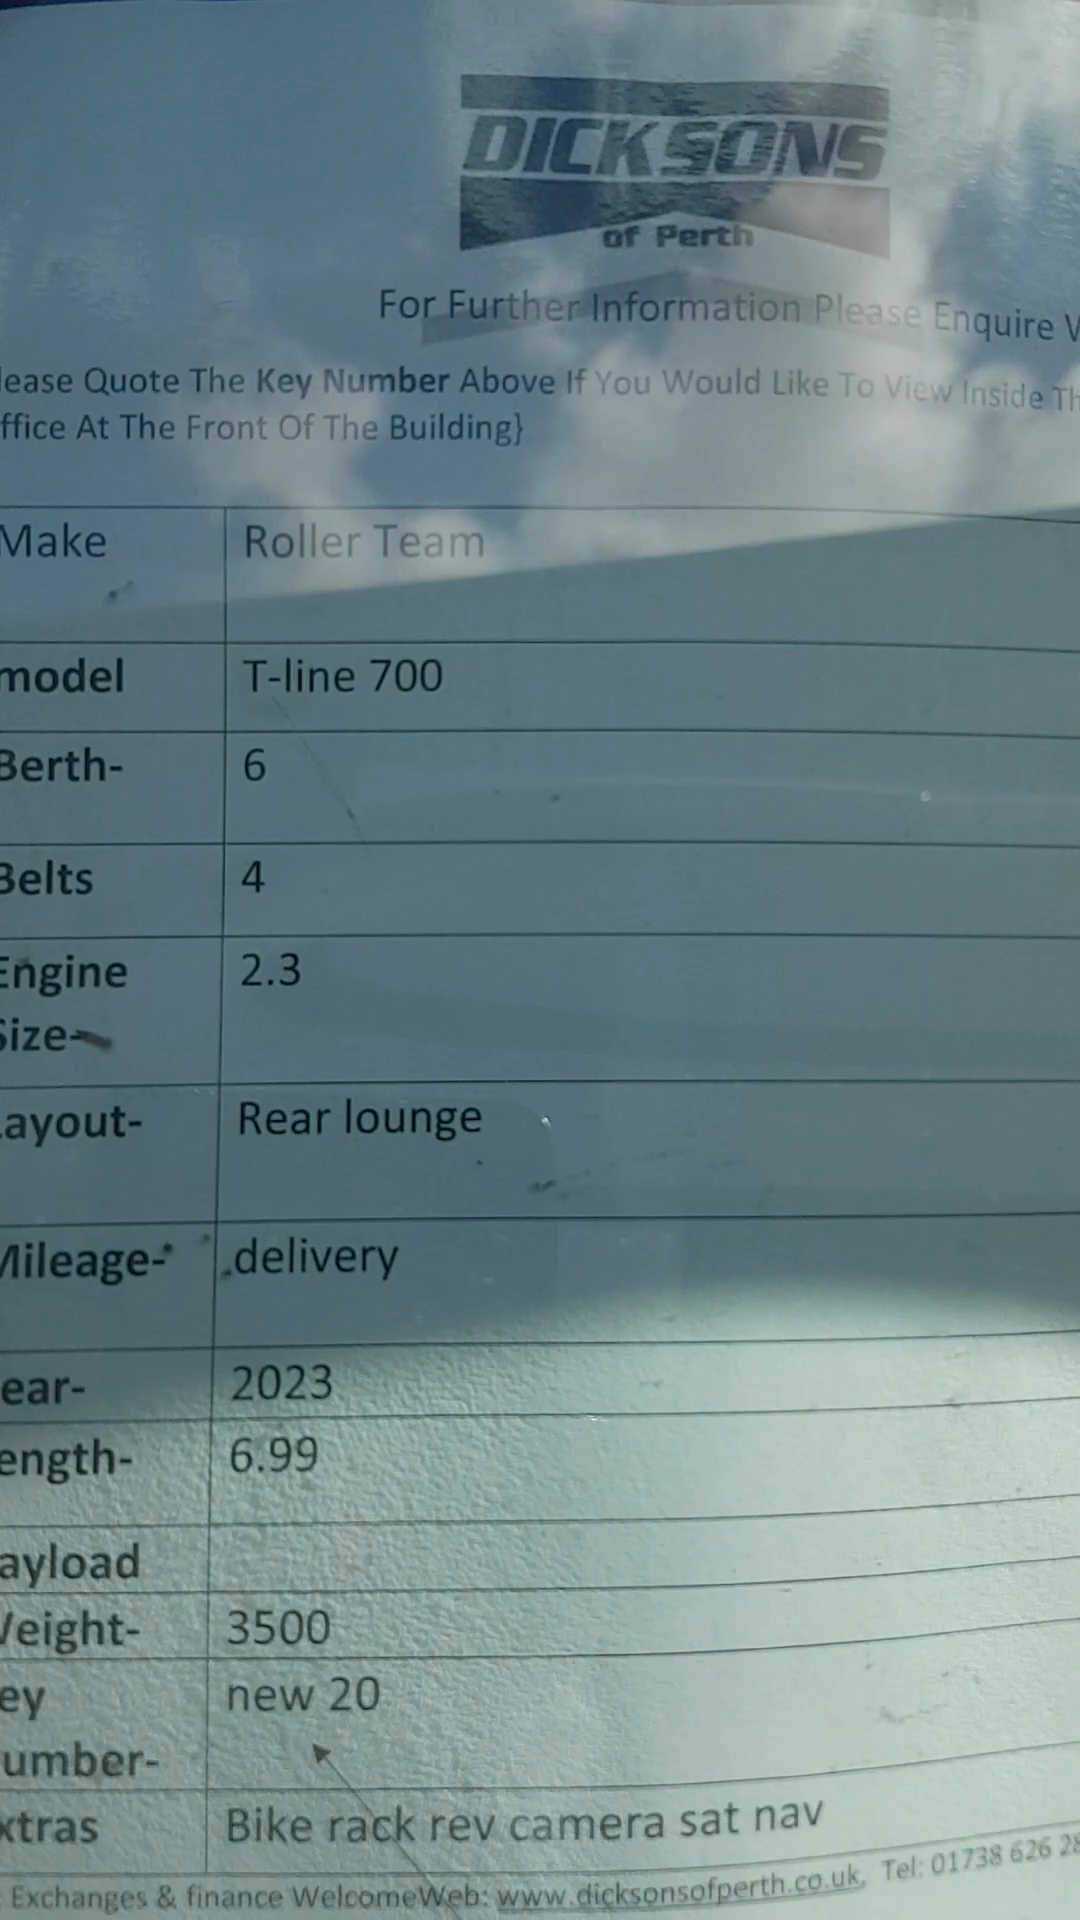 DICKSONS
of Perth
For Further Information Please Enquire
lease Quote The Key Number Above If You Would Like To View Inside Th
ffice At The Front Of The Building}
Make Roller Team
model T-line 700
Berth- 6
Belts 4
Engine 2.3
Size-
ayout- Rear lounge
Mileage- delivery
ear- 2023
ength- 6.99
ayload
Weight- 3500
ey new 20
umber-
xtras Bike rack rev camera sat nav
Exchanges & finance WelcomeWeb: www.dicksonsofperth.co.uk, Tel: 01738 626 28